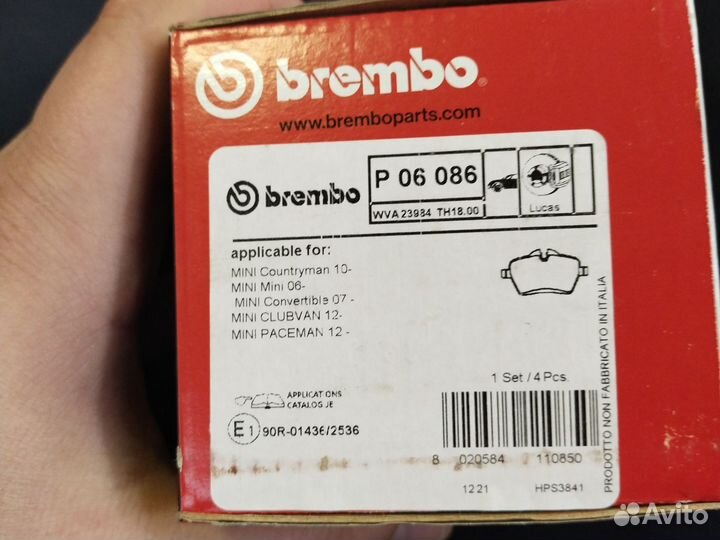 brembo
www.bremboparts.com
brembo
P 06 086
WVA 23984 TH18.00
Lucas
applicable for:
MINI Countryman 10-
MINI Mini 06-
MINI Convertible 07 -
MINI CLUBVAN 12-
MINI PACEMAN 12 -
1 Set / 4 Pcs.
APPLICATIONS
CATALOGUE
E1 90R-01436/2536
8 020584 110850
1221 HPS3841
PRODOTTO NON FABBRICATO IN ITALIA
Avito